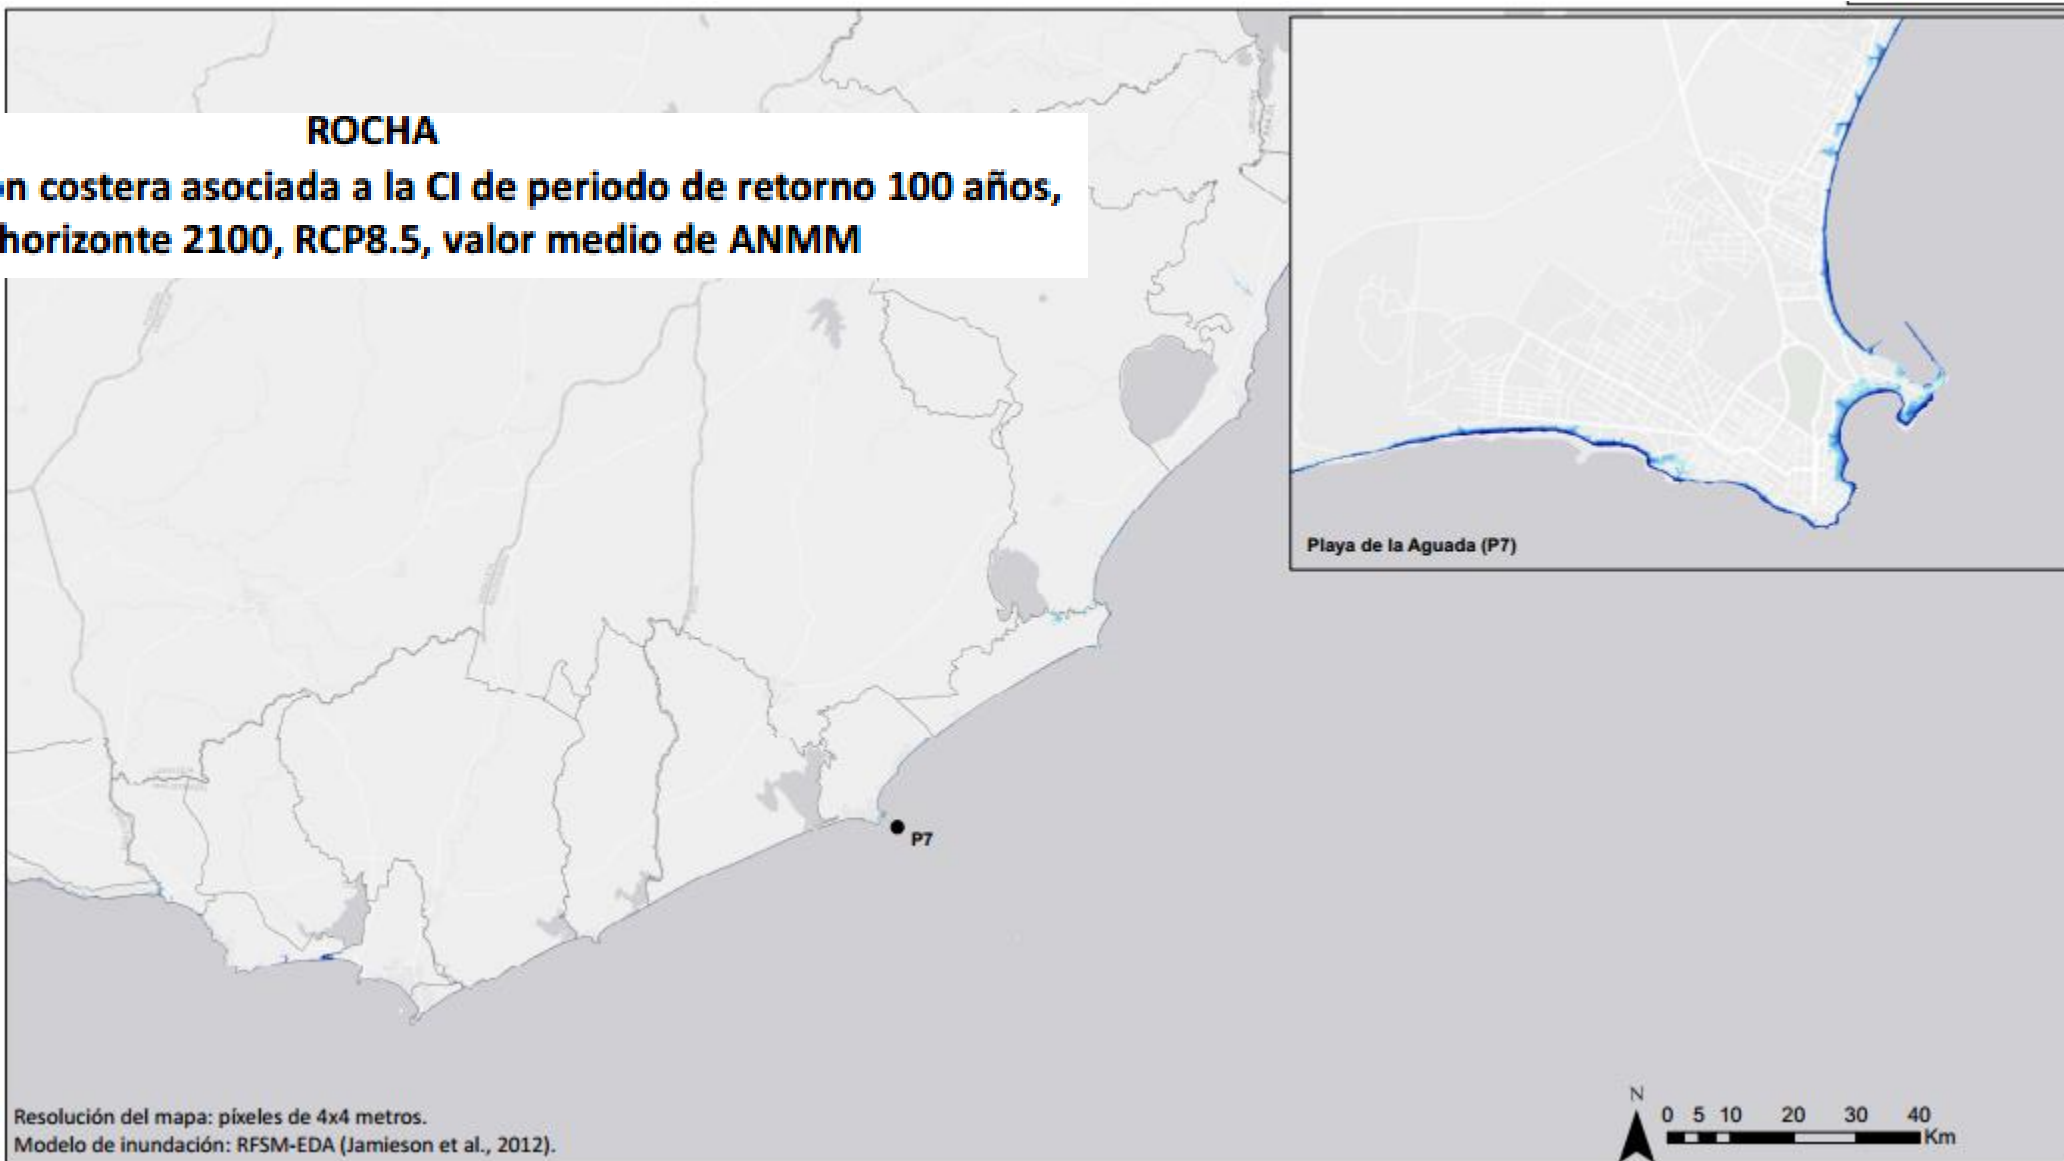 ROCHA
ón costera asociada a la CI de periodo de retorno 100 años,
horizonte 2100, RCP8.5, valor medio de ANMM
Playa de la Aguada (P7)
P7
N
0 5 10 20 30 40
Km
Resolución del mapa: píxeles de 4x4 metros.
Modelo de inundación: RFSM-EDA (Jamieson et al., 2012).